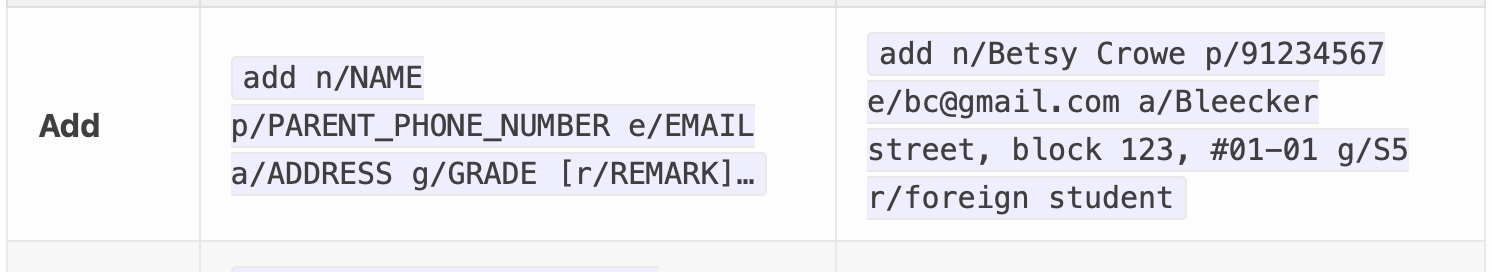 Add
add n/NAME
p/PARENT_PHONE_NUMBER e/EMAIL
a/ADDRESS g/GRADE [r/REMARK]…
add n/Betsy Crowe p/91234567
e/bc@gmail.com a/Bleecker
street, block 123, #01-01 g/S5
r/foreign student